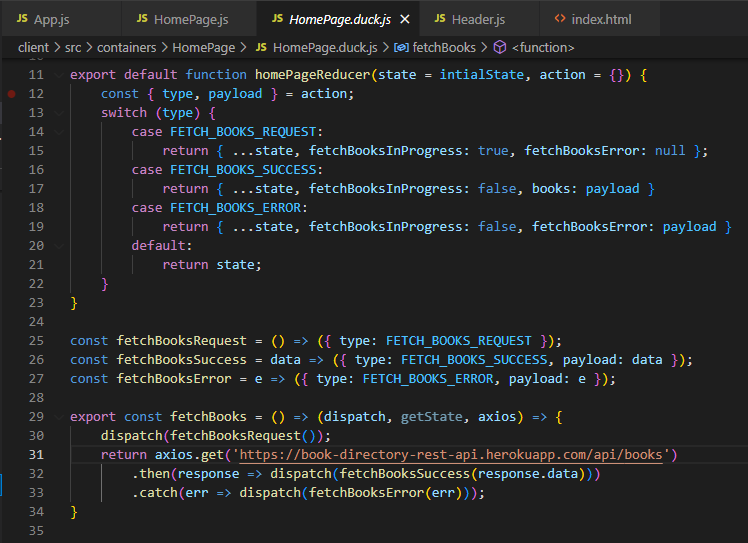 JS App.js JS HomePage.js JS HomePage.duck.js × JS Header.js <> index.html
client > src > containers > HomePage > JS HomePage.duck.js > fetchBooks > <function>
11 export default function homePageReducer(state = intialState, action = {}) {
12     const { type, payload } = action;
13     switch (type) {
14         case FETCH_BOOKS_REQUEST:
15             return { ...state, fetchBooksInProgress: true, fetchBooksError: null };
16         case FETCH_BOOKS_SUCCESS:
17             return { ...state, fetchBooksInProgress: false, books: payload }
18         case FETCH_BOOKS_ERROR:
19             return { ...state, fetchBooksInProgress: false, fetchBooksError: payload }
20         default:
21             return state;
22     }
23 }
24
25 const fetchBooksRequest = () => ({ type: FETCH_BOOKS_REQUEST });
26 const fetchBooksSuccess = data => ({ type: FETCH_BOOKS_SUCCESS, payload: data });
27 const fetchBooksError = e => ({ type: FETCH_BOOKS_ERROR, payload: e });
28
29 export const fetchBooks = () => (dispatch, getState, axios) => {
30     dispatch(fetchBooksRequest());
31     return axios.get('https://book-directory-rest-api.herokuapp.com/api/books')
32         .then(response => dispatch(fetchBooksSuccess(response.data)))
33         .catch(err => dispatch(fetchBooksError(err)));
34 }
35